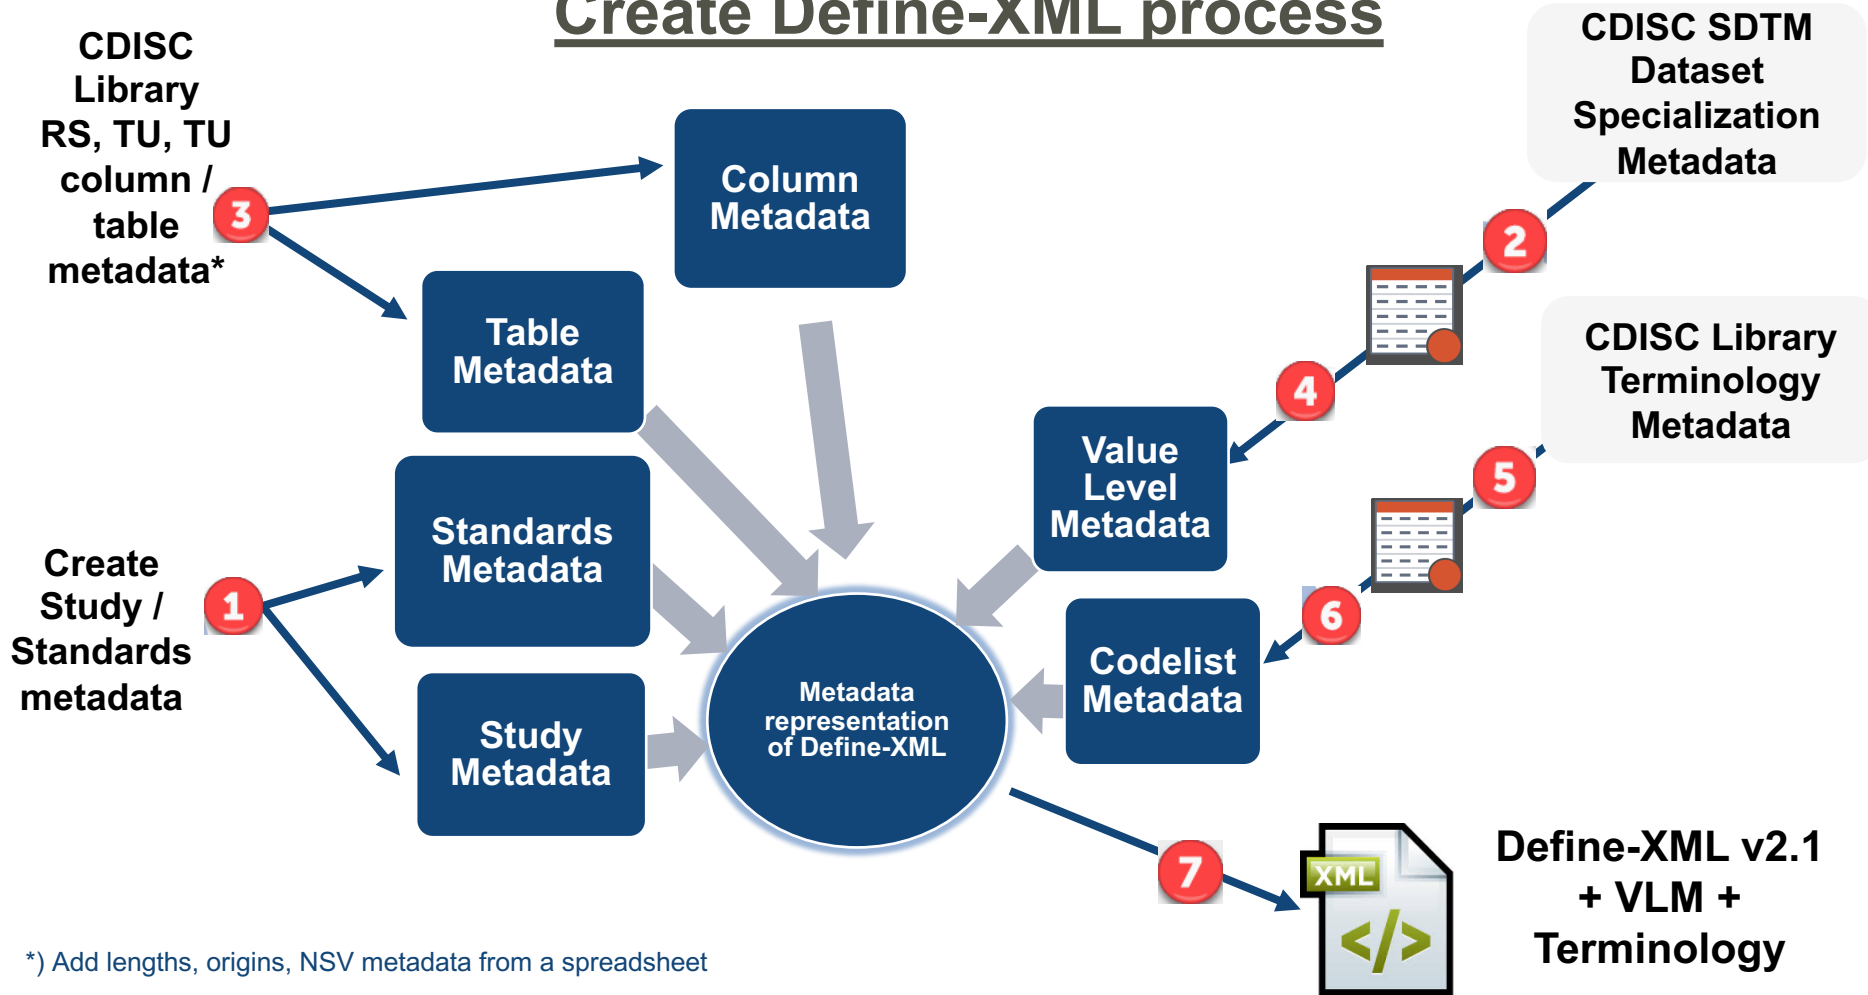 Create Define-XML process
CDISC
Library
RS, TU, TU
column /
table
metadata*
3
Column
Metadata
Table
Metadata
CDISC SDTM
Dataset
Specialization
Metadata
2
4
CDISC Library
Terminology
Metadata
5
6
Value
Level
Metadata
Standards
Metadata
Create
Study /
Standards
metadata
1
Codelist
Metadata
Study
Metadata
Metadata
representation
of Define-XML
7
XML
</>
Define-XML v2.1
+ VLM +
Terminology
*) Add lengths, origins, NSV metadata from a spreadsheet